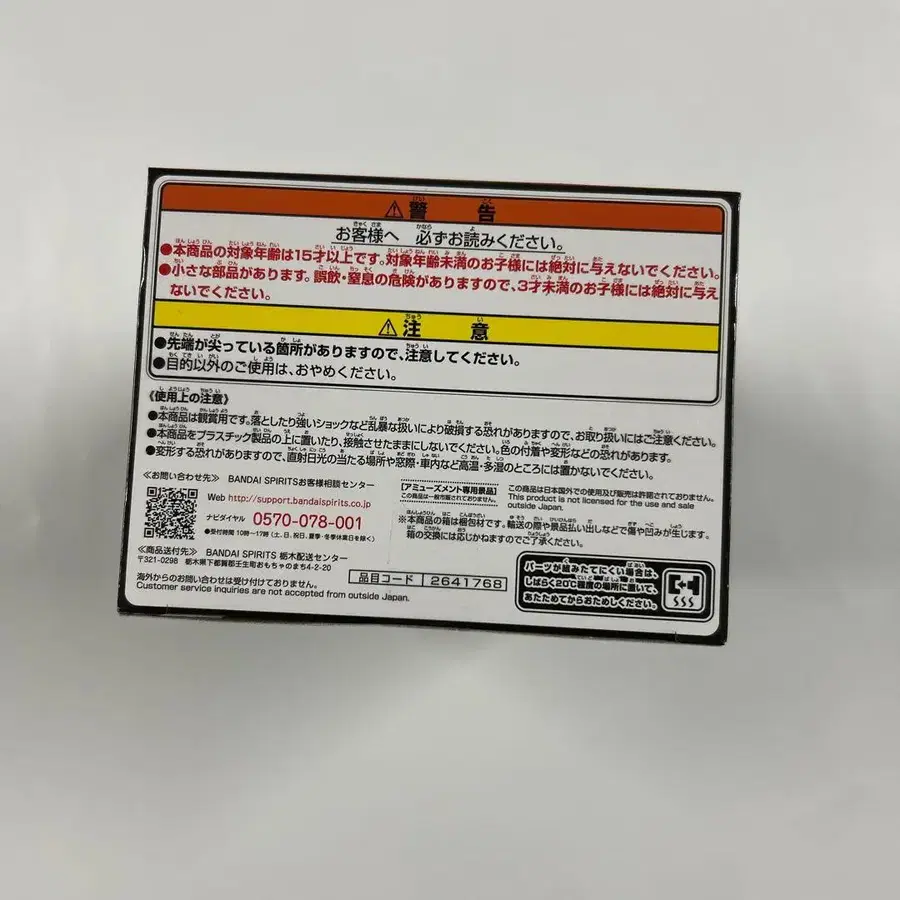 ⚠警告
お客様へ 必ずお読みください。
●本商品の対象年齢は15才以上です。対象年齢未満のお子様には絶対に与えないでください。
●小さな部品があります。誤飲・窒息の危険がありますので、3才未満のお子様には絶対に与え
ないでください。
⚠注意
●先端が尖っている箇所がありますので、注意してください。
●目的以外のご使用は、おやめください。
《使用上の注意》
●本商品は観賞用です。落としたり強いショックなど乱暴な扱いにより破損する恐れがありますので、お取り扱いにはご注意ください。
●本商品をプラスチック製品の上に置いたり、接触させたままにしないでください。色の付着や変形などの恐れがあります。
●変形する恐れがありますので、直射日光の当たる場所や窓際・車内など高温・多湿のところには置かないでください。
≪お問い合わせ先≫ BANDAI SPIRITSお客様相談センター
Web http://support.bandaispirits.co.jp
ナビダイヤル 0570-078-001
●受付時間 10時〜17時(土、日、祝日、夏季・冬季休業日を除く)
≪商品送付先≫ BANDAI SPIRITS 栃木配送センター
〒321-0298 栃木県下都賀郡壬生町おもちゃのまち4-2-20
海外からのお問い合わせは受け付けておりません。
Customer service inquiries are not accepted from outside Japan.
[アミューズメント専用景品]
この商品は一般市販されておりません。
この商品は日本国外での使用及び販売は許諾されておりません。
This product is not licensed for the use and sale
outside Japan.
※本商品の箱は梱包材です。輸送の際や景品払い出しなどで傷や凹みが生じます。
箱の交換には応じかねますのでご了承ください。
品目コード 2641768
パーツが組みたてにくい場合は、
しばらく20℃程度の場所に置いて、
あたためてからおためしください。